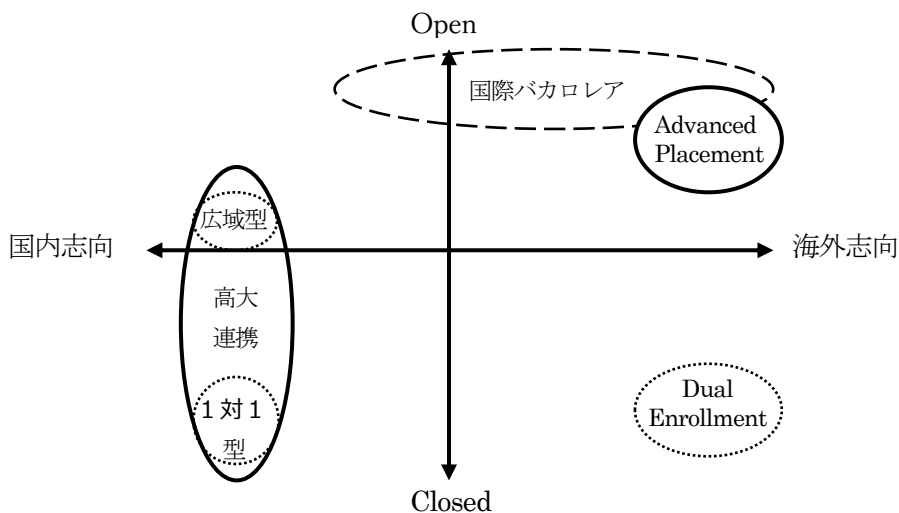 Open
国際バカロレア
Advanced
Placement
広域型
国内志向
海外志向
高大
連携
Dual
Enrollment
１対１
型
Closed